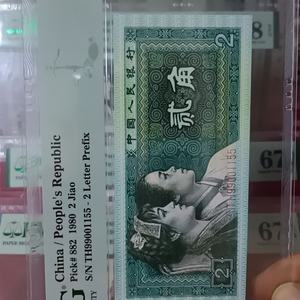 China / People's Republic
Pick# 882 1980 2 Jiao
S/N TH99001155 - 2 Letter Prefix
中国人民银行
贰角
2
TH99001155
2
67
67